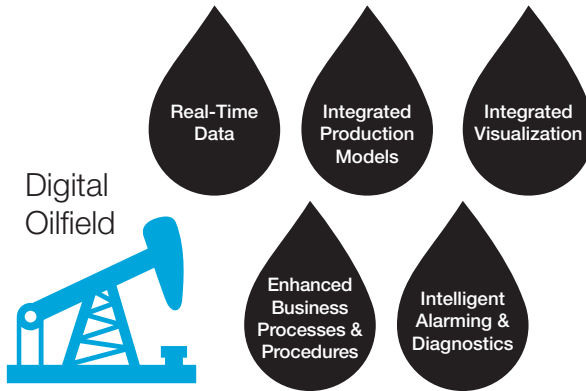 Real-Time
Data
Integrated
Production
Models
Integrated
Visualization
Digital
Oilfield
Enhanced
Business
Processes &
Procedures
Intelligent
Alarming &
Diagnostics